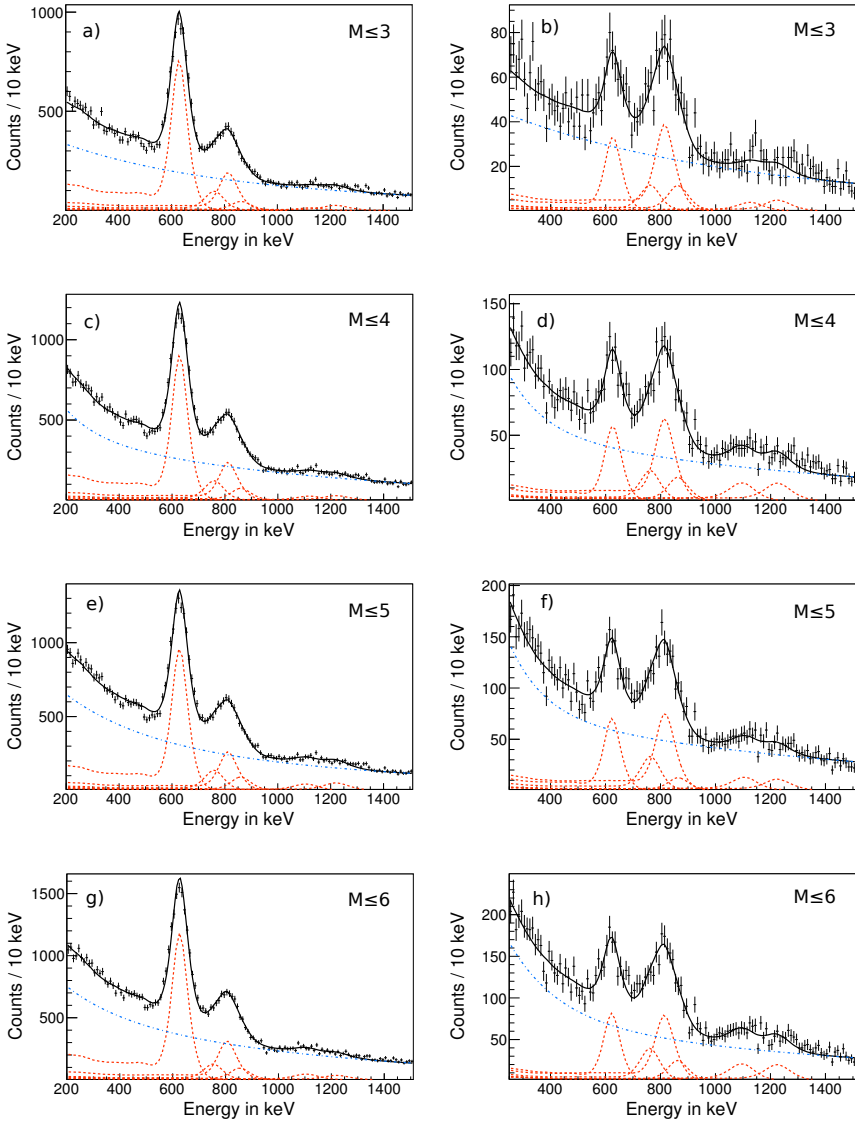 a)
M≤3
1000
500
Counts / 10 keV
200 400 600 800 1000 1200 1400
Energy in keV
b)
M≤3
80
60
40
20
Counts / 10 keV
400 600 800 1000 1200 1400
Energy in keV
c)
M≤4
1000
500
Counts / 10 keV
200 400 600 800 1000 1200 1400
Energy in keV
d)
M≤4
150
100
50
Counts / 10 keV
400 600 800 1000 1200 1400
Energy in keV
e)
M≤5
1000
500
Counts / 10 keV
200 400 600 800 1000 1200 1400
Energy in keV
f)
M≤5
200
150
100
50
Counts / 10 keV
400 600 800 1000 1200 1400
Energy in keV
g)
M≤6
1500
1000
500
Counts / 10 keV
200 400 600 800 1000 1200 1400
Energy in keV
h)
M≤6
200
150
100
50
Counts / 10 keV
400 600 800 1000 1200 1400
Energy in keV